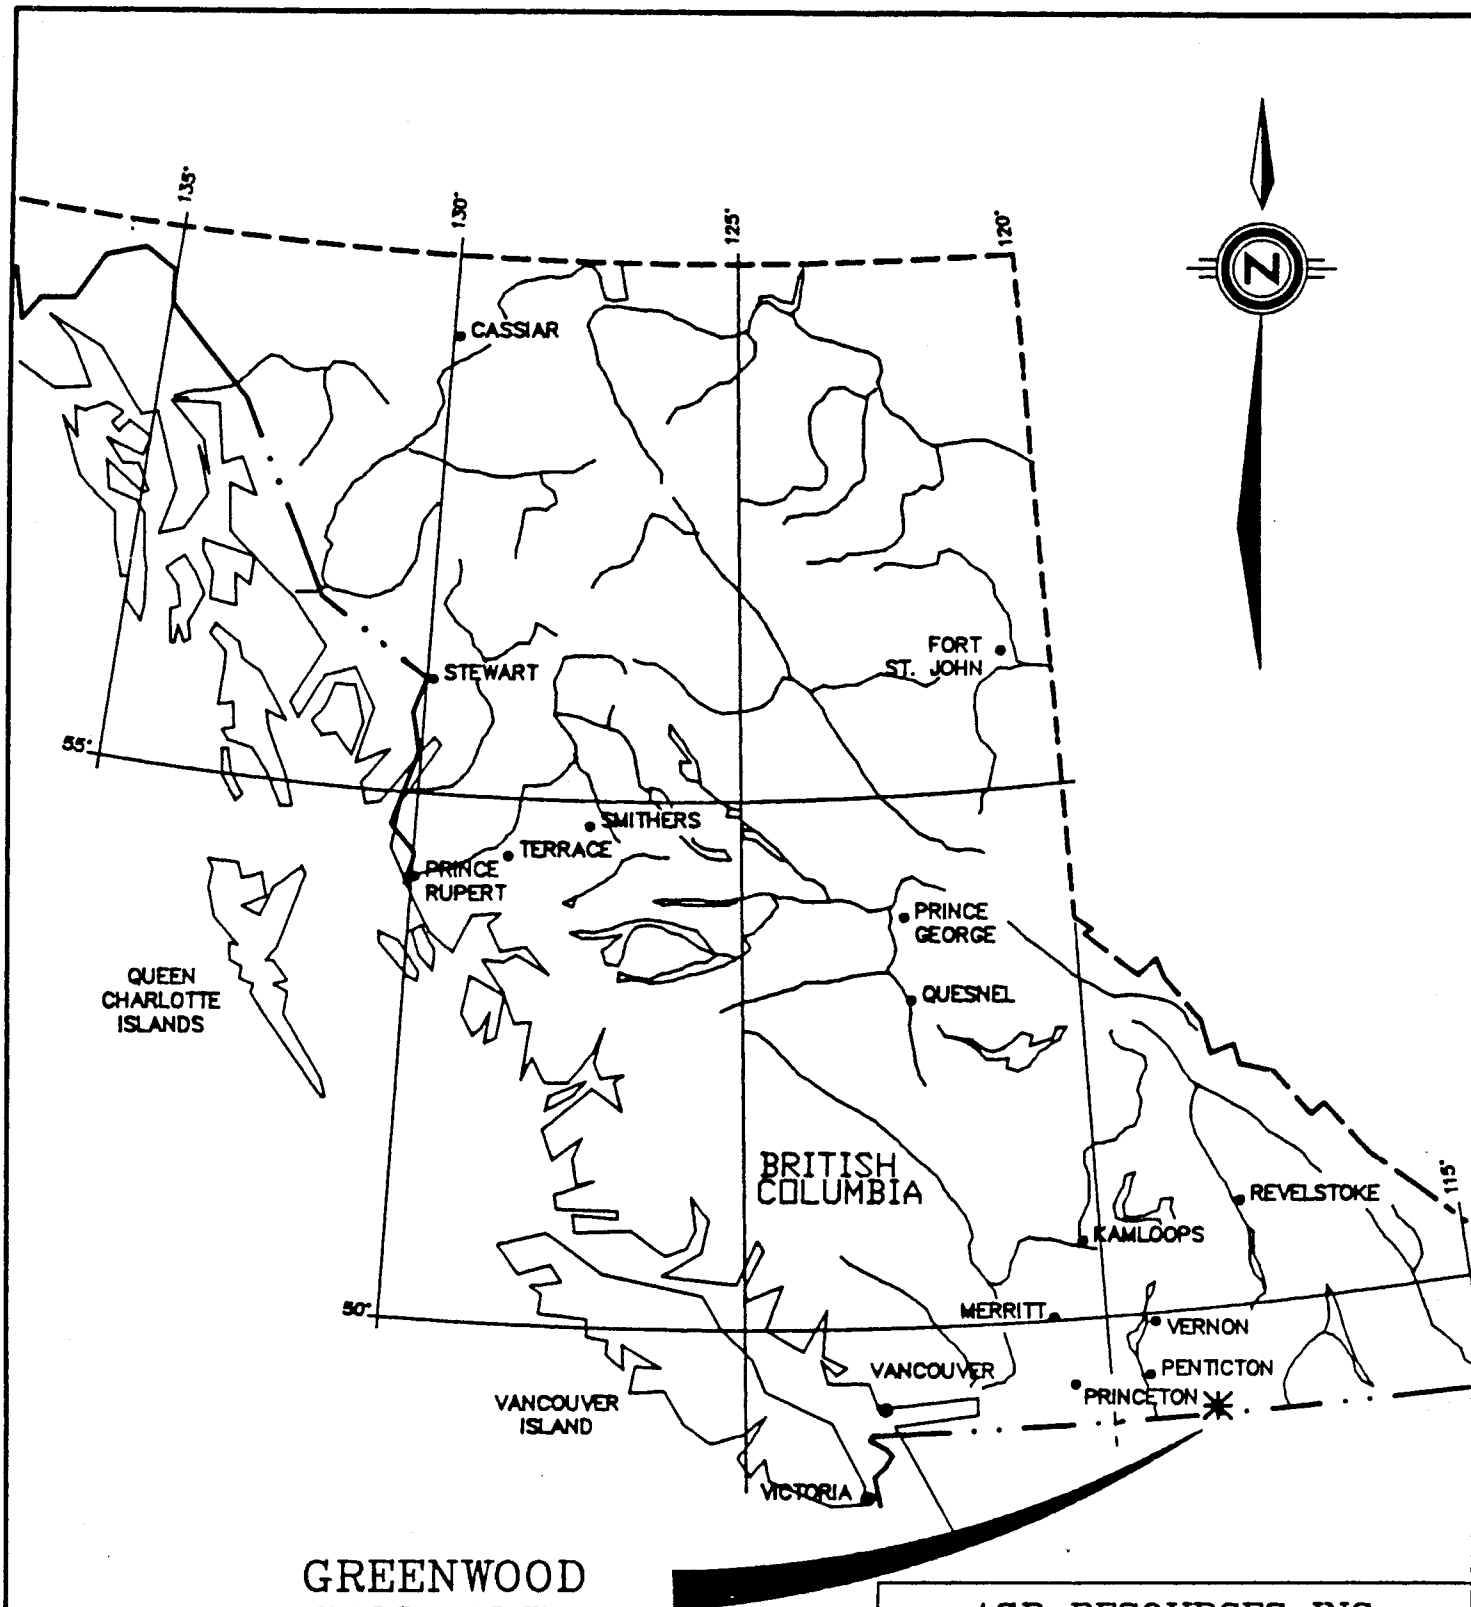 135°
130°
125°
120°
N
CASSIAR
FORT
ST. JOHN
STEWART
55°
SMITHERS
TERRACE
PRINCE
RUPERT
PRINCE
GEORGE
QUEEN
CHARLOTTE
ISLANDS
QUESNEL
BRITISH
COLUMBIA
115°
REVELSTOKE
KAMLOOPS
50°
MERRITT
VERNON
PENTICTON
VANCOUVER
PRINCETON
VANCOUVER
ISLAND
VICTORIA
GREENWOOD